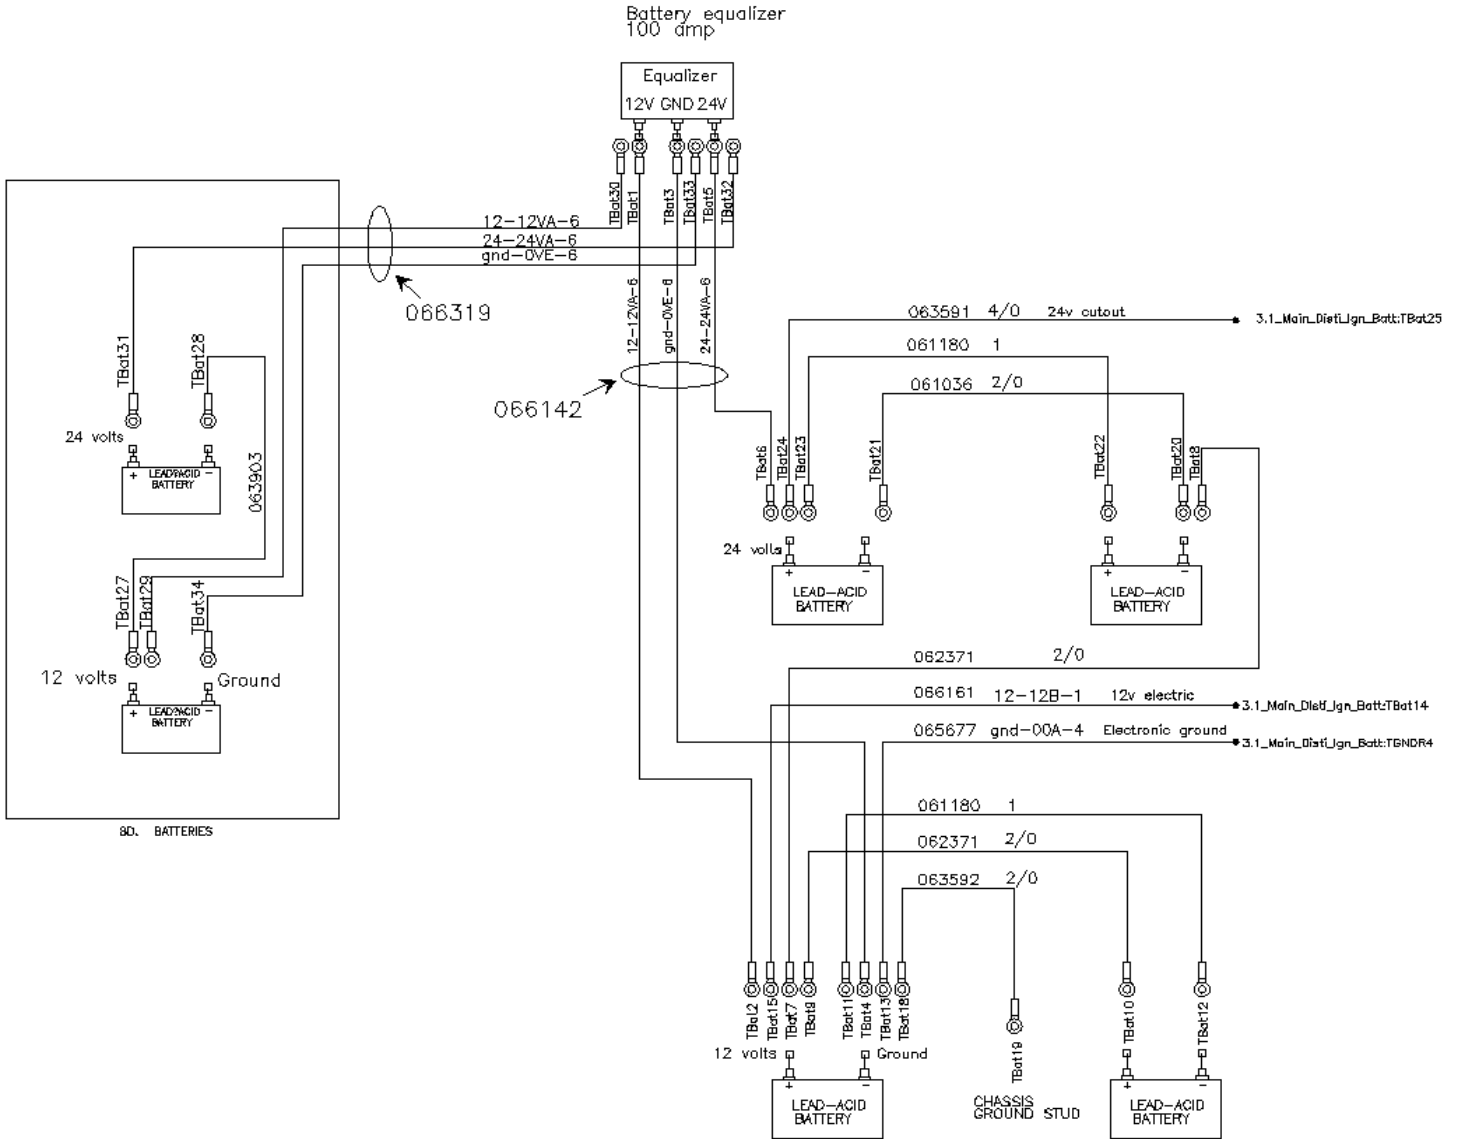 Battery equalizer
100 amp
Equalizer
12V GND 24V
TBat30
TBat1
TBat3
TBat33
TBat5
TBat32
12-12VA-6
24-24VA-6
gnd-0VE-6
066319
12-12VA-6
gnd-0VE-6
24-24VA-6
066142
063591 4/0 24v cutout
3.1_Main_Disti_Ign_Batt:TBat25
061180 1
061036 2/0
TBat31
TBat28
24 volts
+ LEAD?ACID -
BATTERY
063903
TBat27
TBat29
TBat34
12 volts
Ground
+ LEAD?ACID -
BATTERY
8D. BATTERIES
TBat6
TBat24
TBat23
TBat21
TBat22
TBat20
TBat8
24 volts
+ -
LEAD-ACID
BATTERY
+ -
LEAD-ACID
BATTERY
062371 2/0
066161 12-12B-1 12v electric
3.1_Main_Disti_Ign_Batt:TBat14
065677 gnd-00A-4 Electronic ground
3.1_Main_Disti_Ign_Batt:TGNDR4
061180 1
062371 2/0
063592 2/0
TBat2
TBat15
TBat7
TBat9
TBat11
TBat4
TBat13
TBat18
TBat19
TBat10
TBat12
12 volts
Ground
+ -
LEAD-ACID
BATTERY
CHASSIS
GROUND STUD
+ -
LEAD-ACID
BATTERY